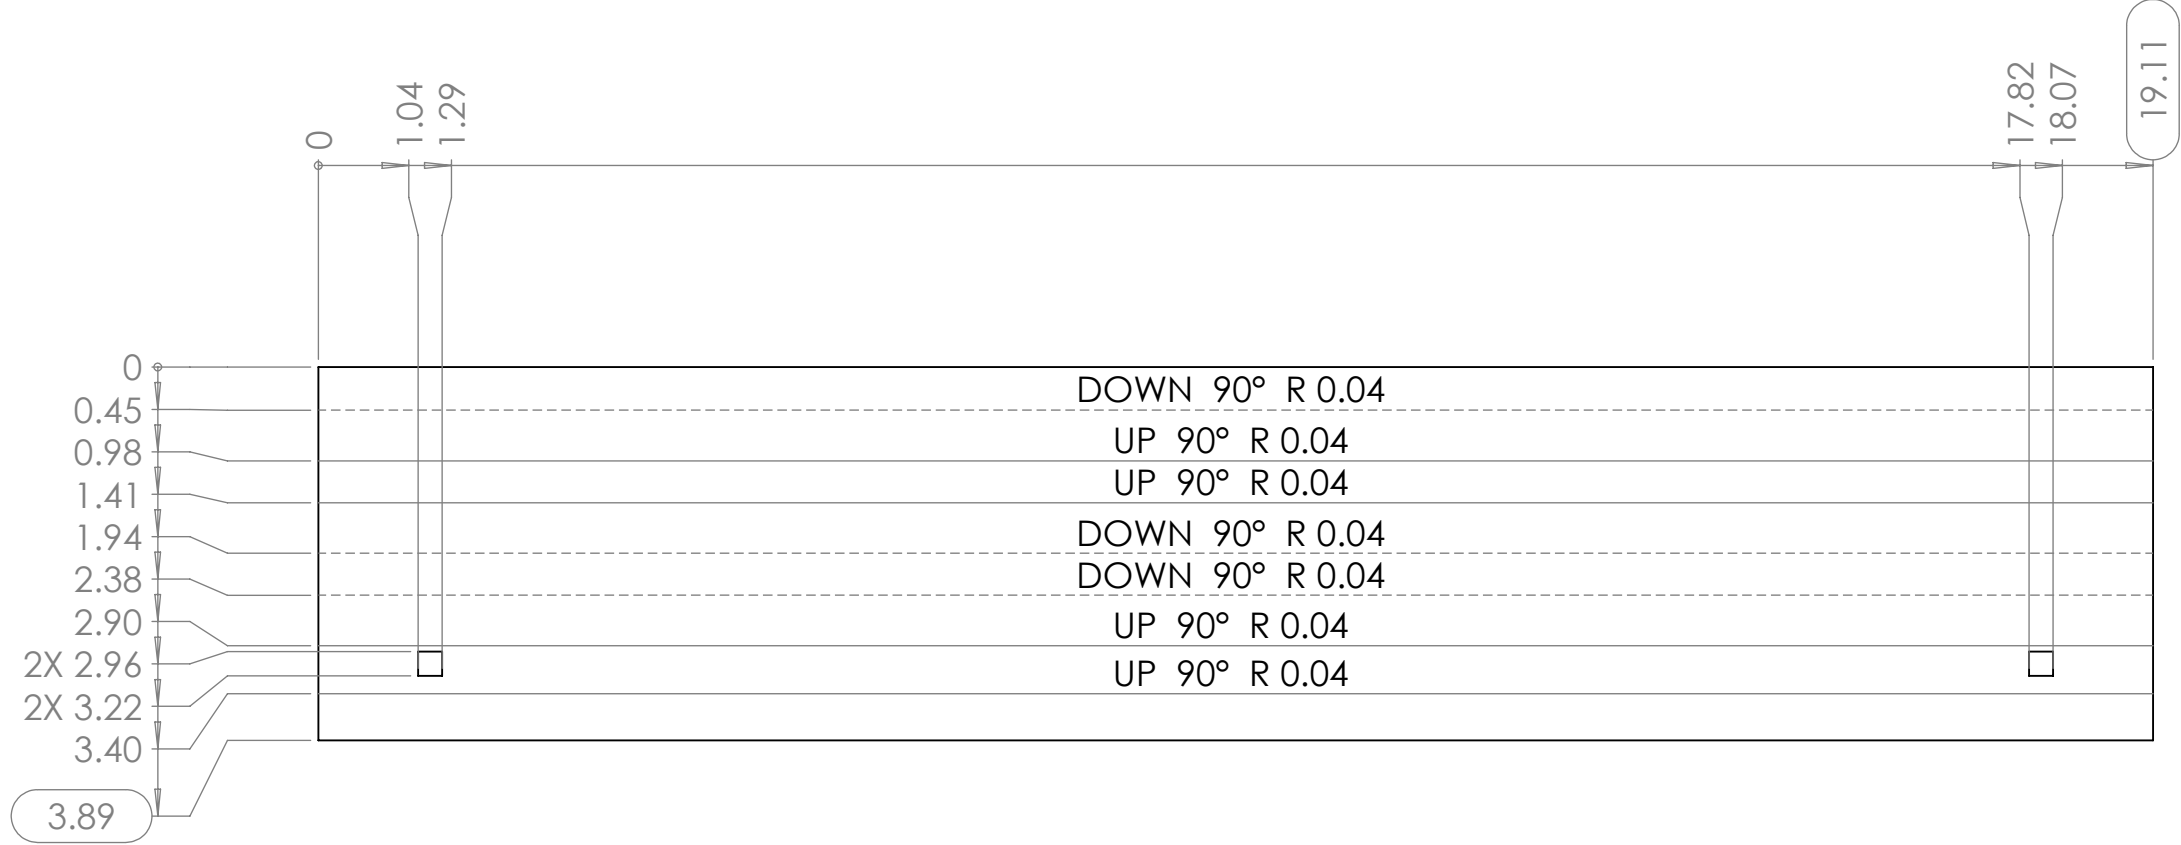 0
1.04
1.29
17.82
18.07
19.11
0
0.45
0.98
1.41
1.94
2.38
2.90
2X 2.96
2X 3.22
3.40
3.89
DOWN 90° R 0.04
UP 90° R 0.04
UP 90° R 0.04
DOWN 90° R 0.04
DOWN 90° R 0.04
UP 90° R 0.04
UP 90° R 0.04